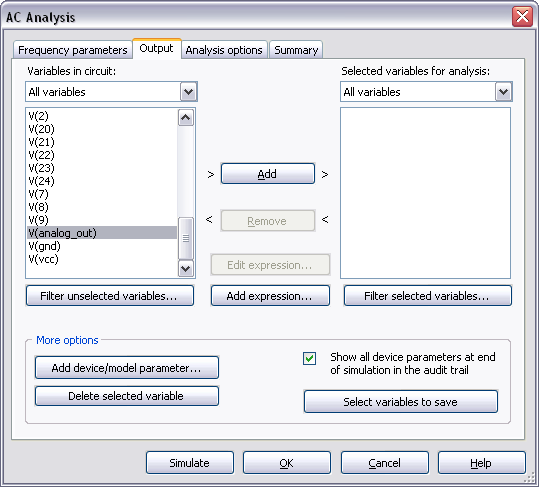 AC Analysis
Frequency parameters
Output
Analysis options
Summary
Variables in circuit:
All variables
V(2)
V(20)
V(21)
V(22)
V(23)
V(24)
V(7)
V(8)
V(9)
V(analog_out)
V(gnd)
V(vcc)
Filter unselected variables...
> Add >
< Remove <
Edit expression...
Add expression...
Selected variables for analysis:
All variables
Filter selected variables...
More options
Add device/model parameter...
Delete selected variable
Show all device parameters at end
of simulation in the audit trail
Select variables to save
Simulate
OK
Cancel
Help